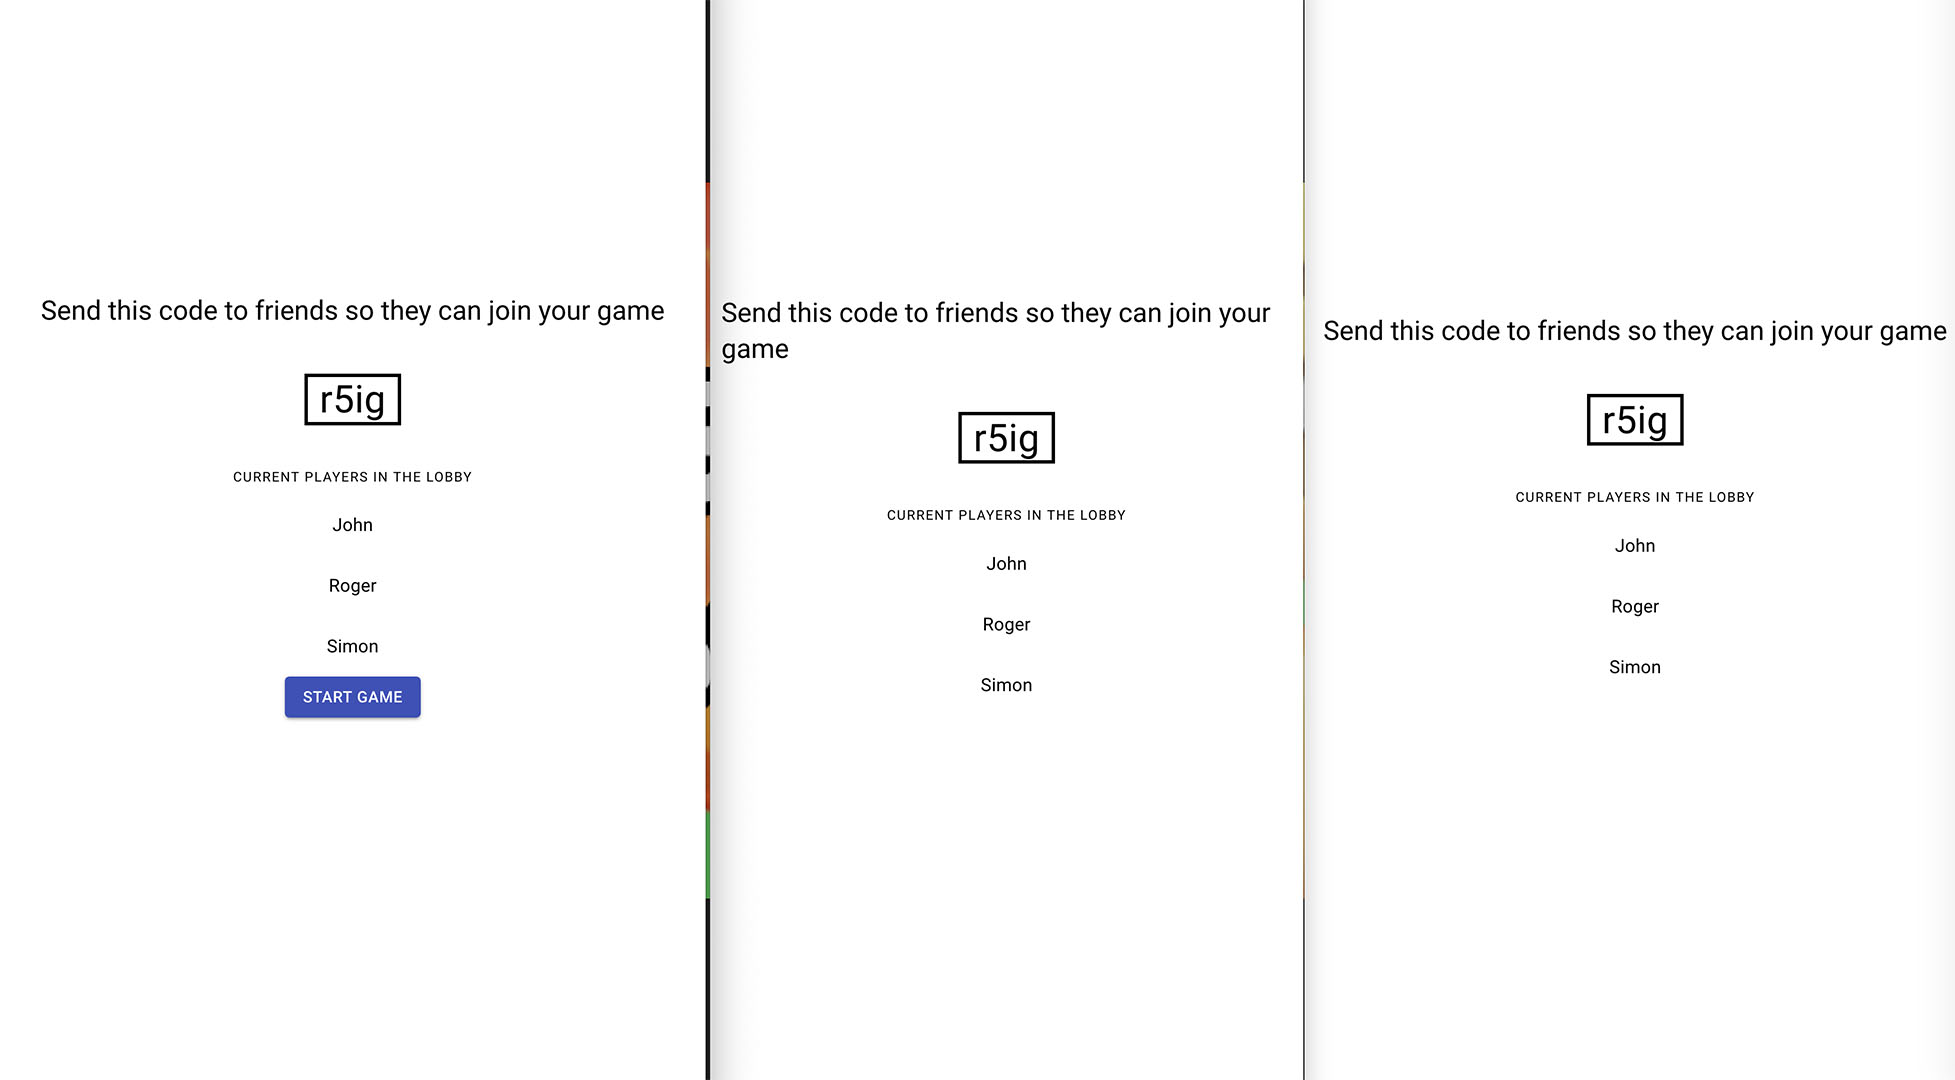 Send this code to friends so they can join your game
r5ig
CURRENT PLAYERS IN THE LOBBY
John
Roger
Simon
START GAME
Send this code to friends so they can join your
game
r5ig
CURRENT PLAYERS IN THE LOBBY
John
Roger
Simon
Send this code to friends so they can join your game
r5ig
CURRENT PLAYERS IN THE LOBBY
John
Roger
Simon